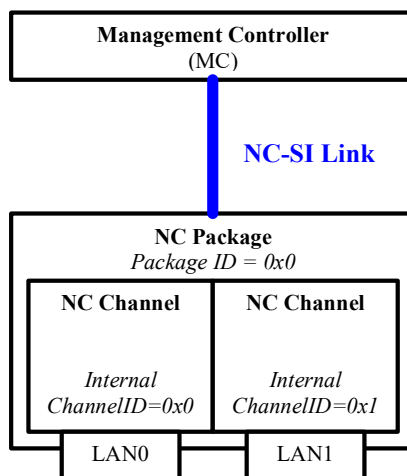 Management Controller
(MC)
NC-SI Link
NC Package
Package ID = 0x0
NC Channel
NC Channel
Internal
ChannelID=0x0
Internal
ChannelID=0x1
LAN0
LAN1